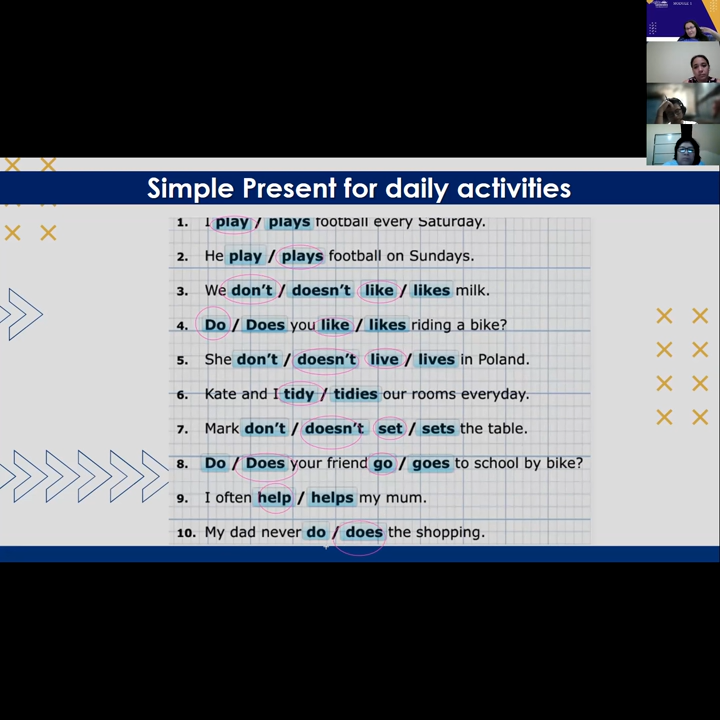 MODULE 1
Simple Present for daily activities
1. I play / plays football every Saturday.
2. He play / plays football on Sundays.
3. We don't / doesn't like / likes milk.
4. Do / Does you like / likes riding a bike?
5. She don't / doesn't live / lives in Poland.
6. Kate and I tidy / tidies our rooms everyday.
7. Mark don't / doesn't set / sets the table.
8. Do / Does your friend go / goes to school by bike?
9. I often help / helps my mum.
10. My dad never do / does the shopping.